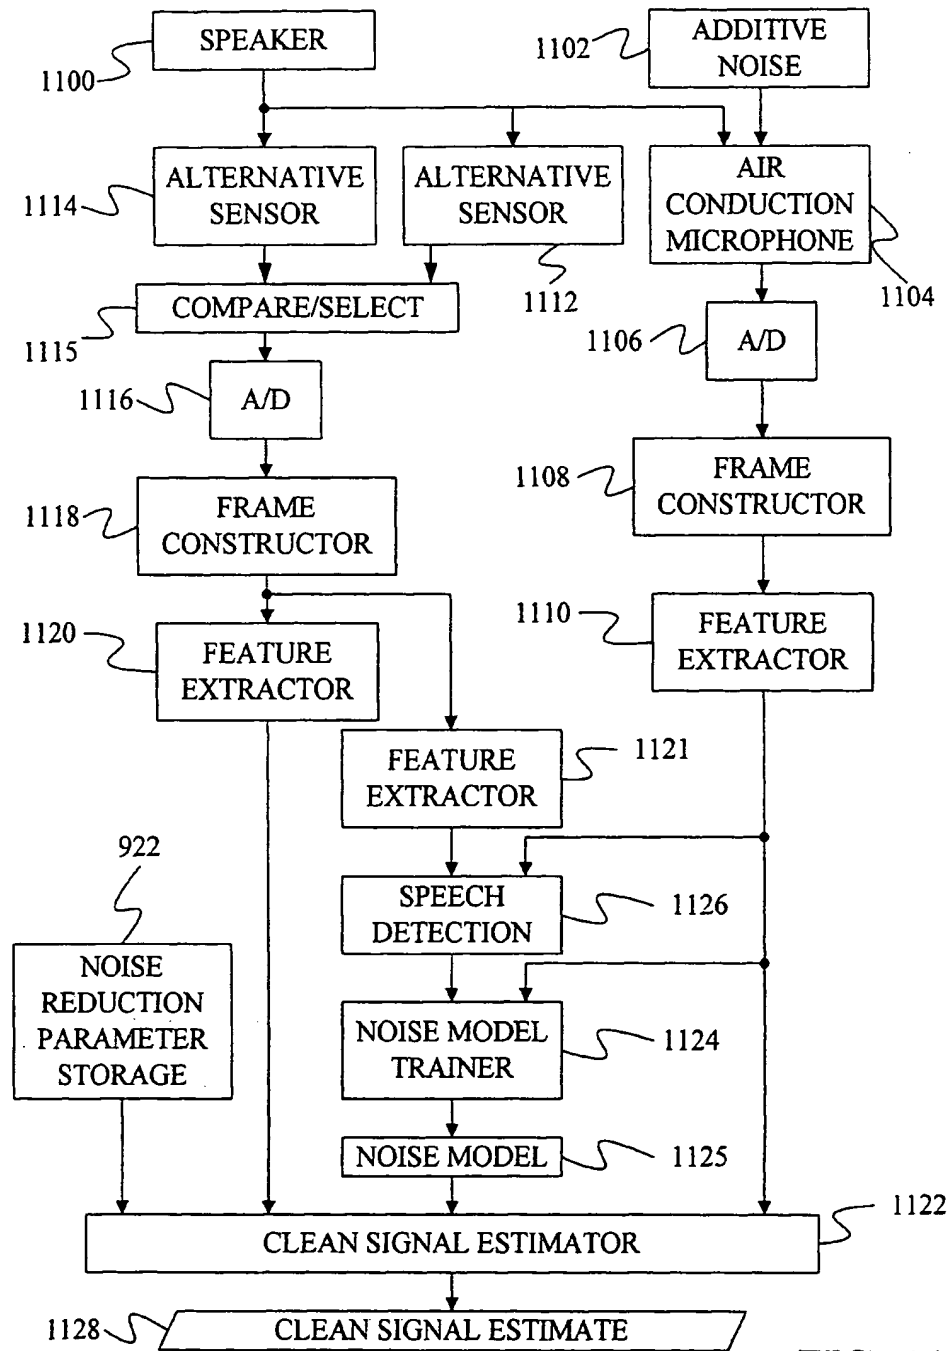 SPEAKER
1100
1102
ADDITIVE
NOISE
1114
ALTERNATIVE
SENSOR
ALTERNATIVE
SENSOR
1112
AIR
CONDUCTION
MICROPHONE
1104
COMPARE/SELECT
1115
1106
A/D
1116
A/D
1108
FRAME
CONSTRUCTOR
1118
FRAME
CONSTRUCTOR
1110
FEATURE
EXTRACTOR
1120
FEATURE
EXTRACTOR
FEATURE
EXTRACTOR
1121
922
SPEECH
DETECTION
1126
NOISE
REDUCTION
PARAMETER
STORAGE
NOISE MODEL
TRAINER
1124
NOISE MODEL
1125
1122
CLEAN SIGNAL ESTIMATOR
1128
CLEAN SIGNAL ESTIMATE